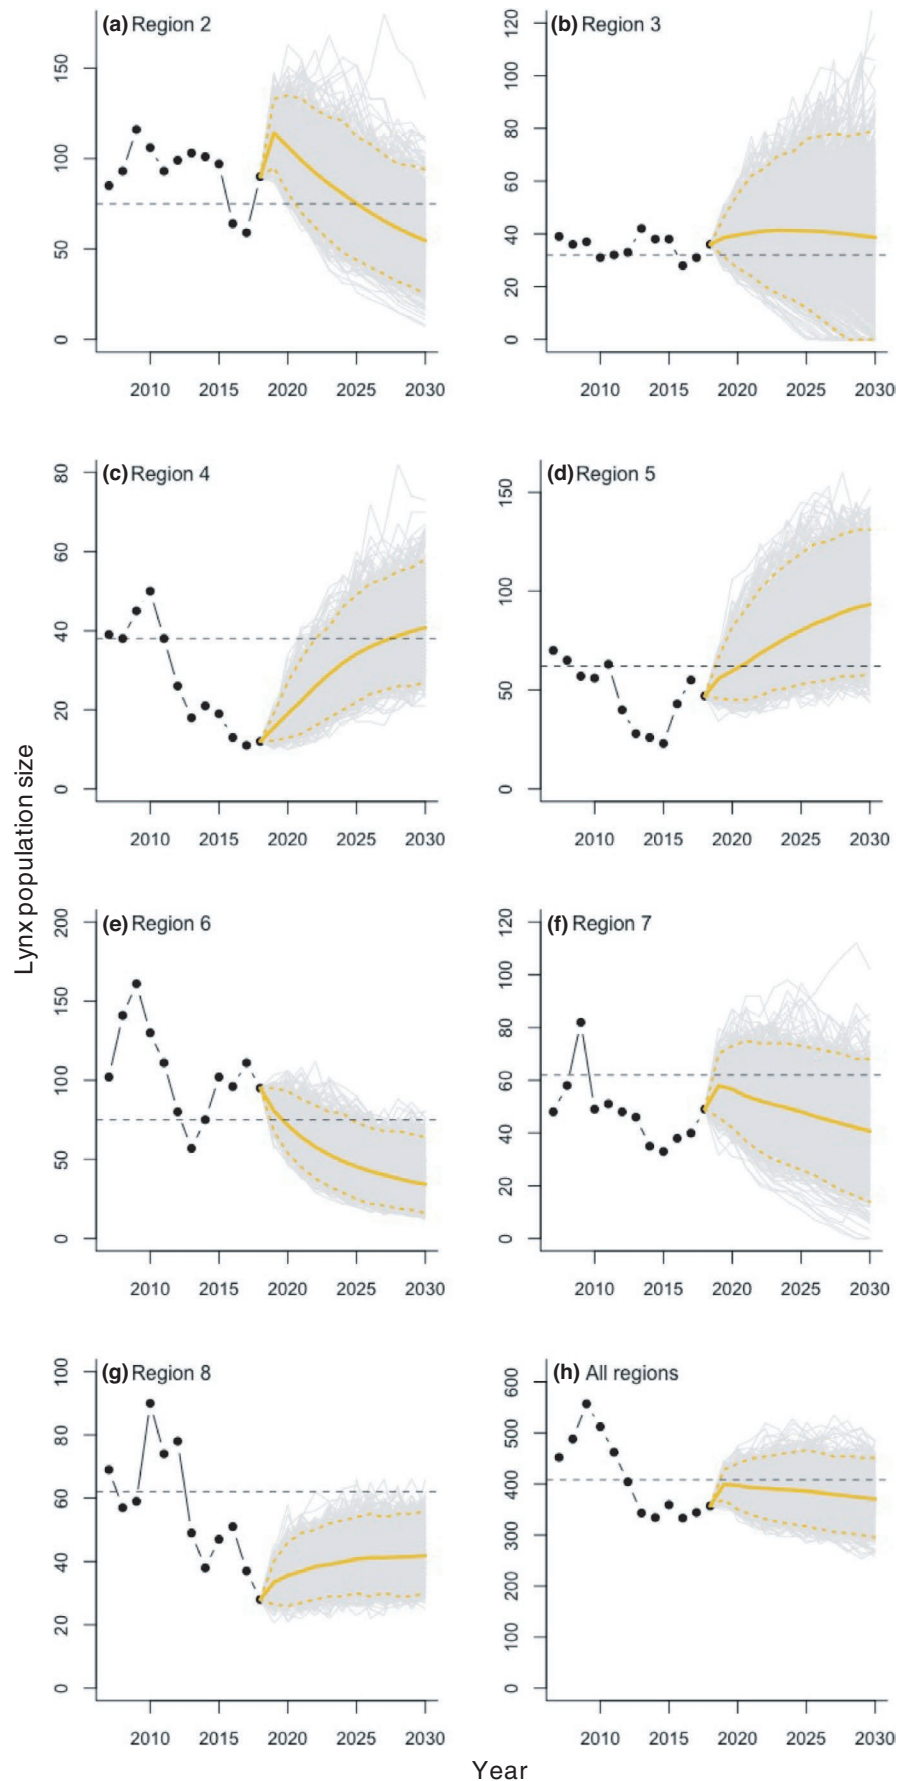 (a) Region 2
150
100
50
0
2010 2015 2020 2025 2030
(b) Region 3
120
100
80
60
40
20
0
2010 2015 2020 2025 2030
(c) Region 4
80
60
40
20
0
2010 2015 2020 2025 2030
(d) Region 5
150
100
50
0
2010 2015 2020 2025 2030
Lynx population size
(e) Region 6
200
150
100
50
0
2010 2015 2020 2025 2030
(f) Region 7
120
100
80
60
40
20
0
2010 2015 2020 2025 2030
(g) Region 8
100
80
60
40
20
0
2010 2015 2020 2025 2030
(h) All regions
600
500
400
300
200
100
0
2010 2015 2020 2025 2030
Year